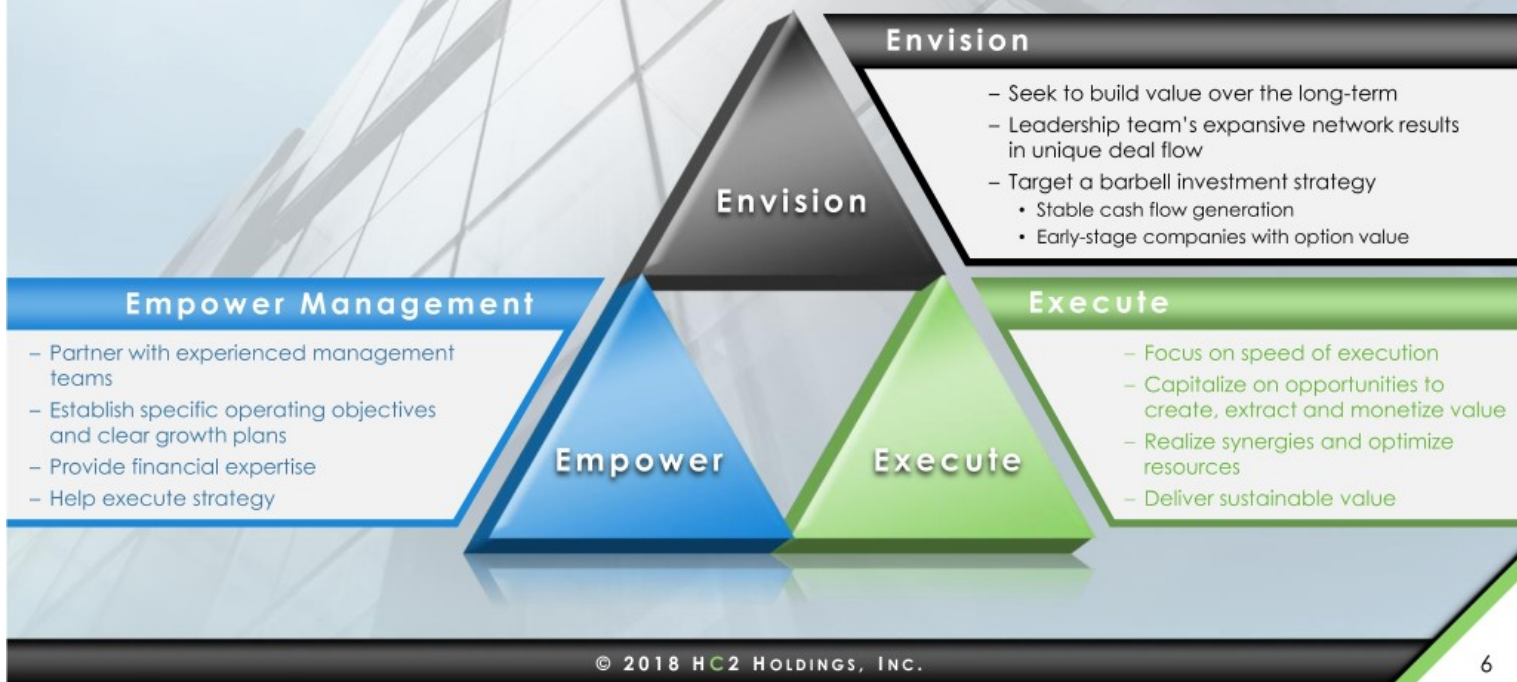 Envision
– Seek to build value over the long-term
– Leadership team’s expansive network results
in unique deal flow
– Target a barbell investment strategy
• Stable cash flow generation
• Early-stage companies with option value
Envision
Empower Management
– Partner with experienced management
teams
– Establish specific operating objectives
and clear growth plans
– Provide financial expertise
– Help execute strategy
Empower
Execute
Execute
– Focus on speed of execution
– Capitalize on opportunities to
create, extract and monetize value
– Realize synergies and optimize
resources
– Deliver sustainable value
© 2018 HC2 HOLDINGS, INC.
6